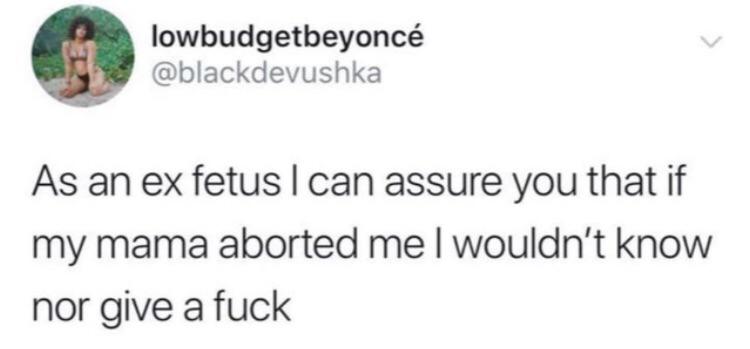 lowbudgetbeyoncé
@blackdevushka
As an ex fetus I can assure you that if
my mama aborted me I wouldn't know
nor give a fuck